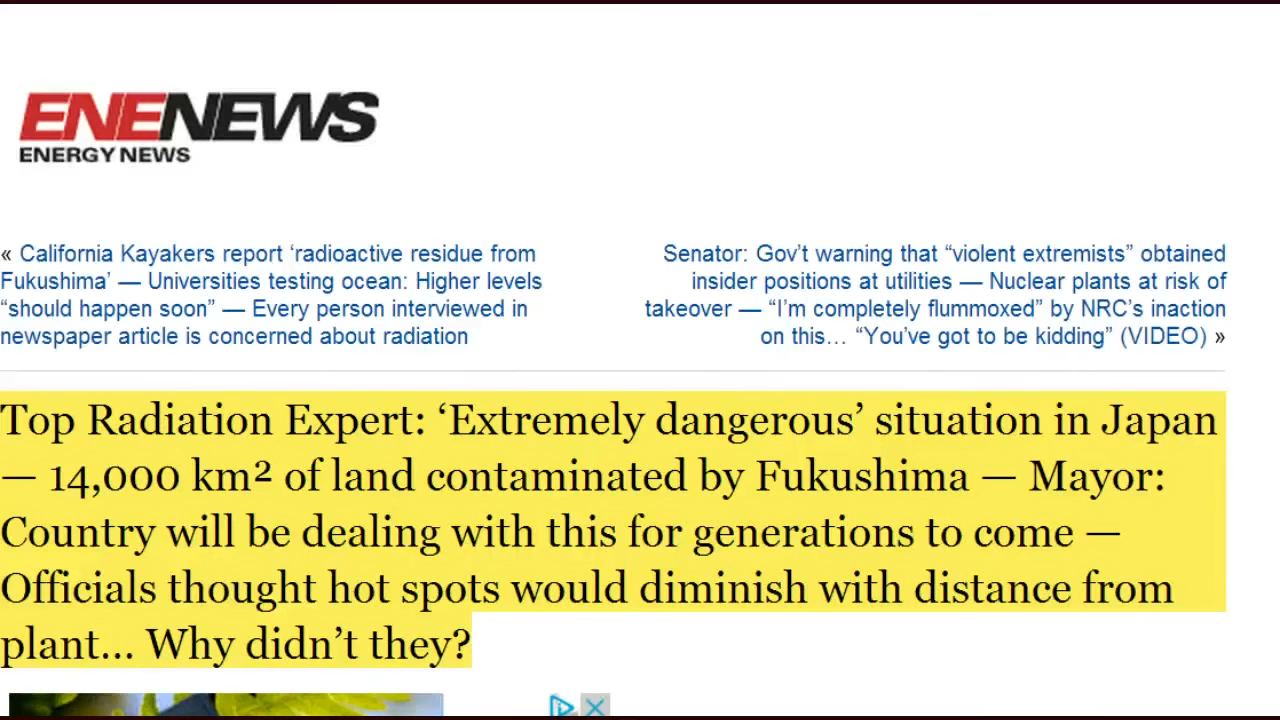 ENENEWS
ENERGY NEWS
« California Kayakers report ‘radioactive residue from
Fukushima’ — Universities testing ocean: Higher levels
“should happen soon” — Every person interviewed in
newspaper article is concerned about radiation
Senator: Gov’t warning that “violent extremists” obtained
insider positions at utilities — Nuclear plants at risk of
takeover — “I’m completely flummoxed” by NRC’s inaction
on this… “You’ve got to be kidding” (VIDEO) »
Top Radiation Expert: ‘Extremely dangerous’ situation in Japan
— 14,000 km² of land contaminated by Fukushima — Mayor:
Country will be dealing with this for generations to come —
Officials thought hot spots would diminish with distance from
plant… Why didn’t they?